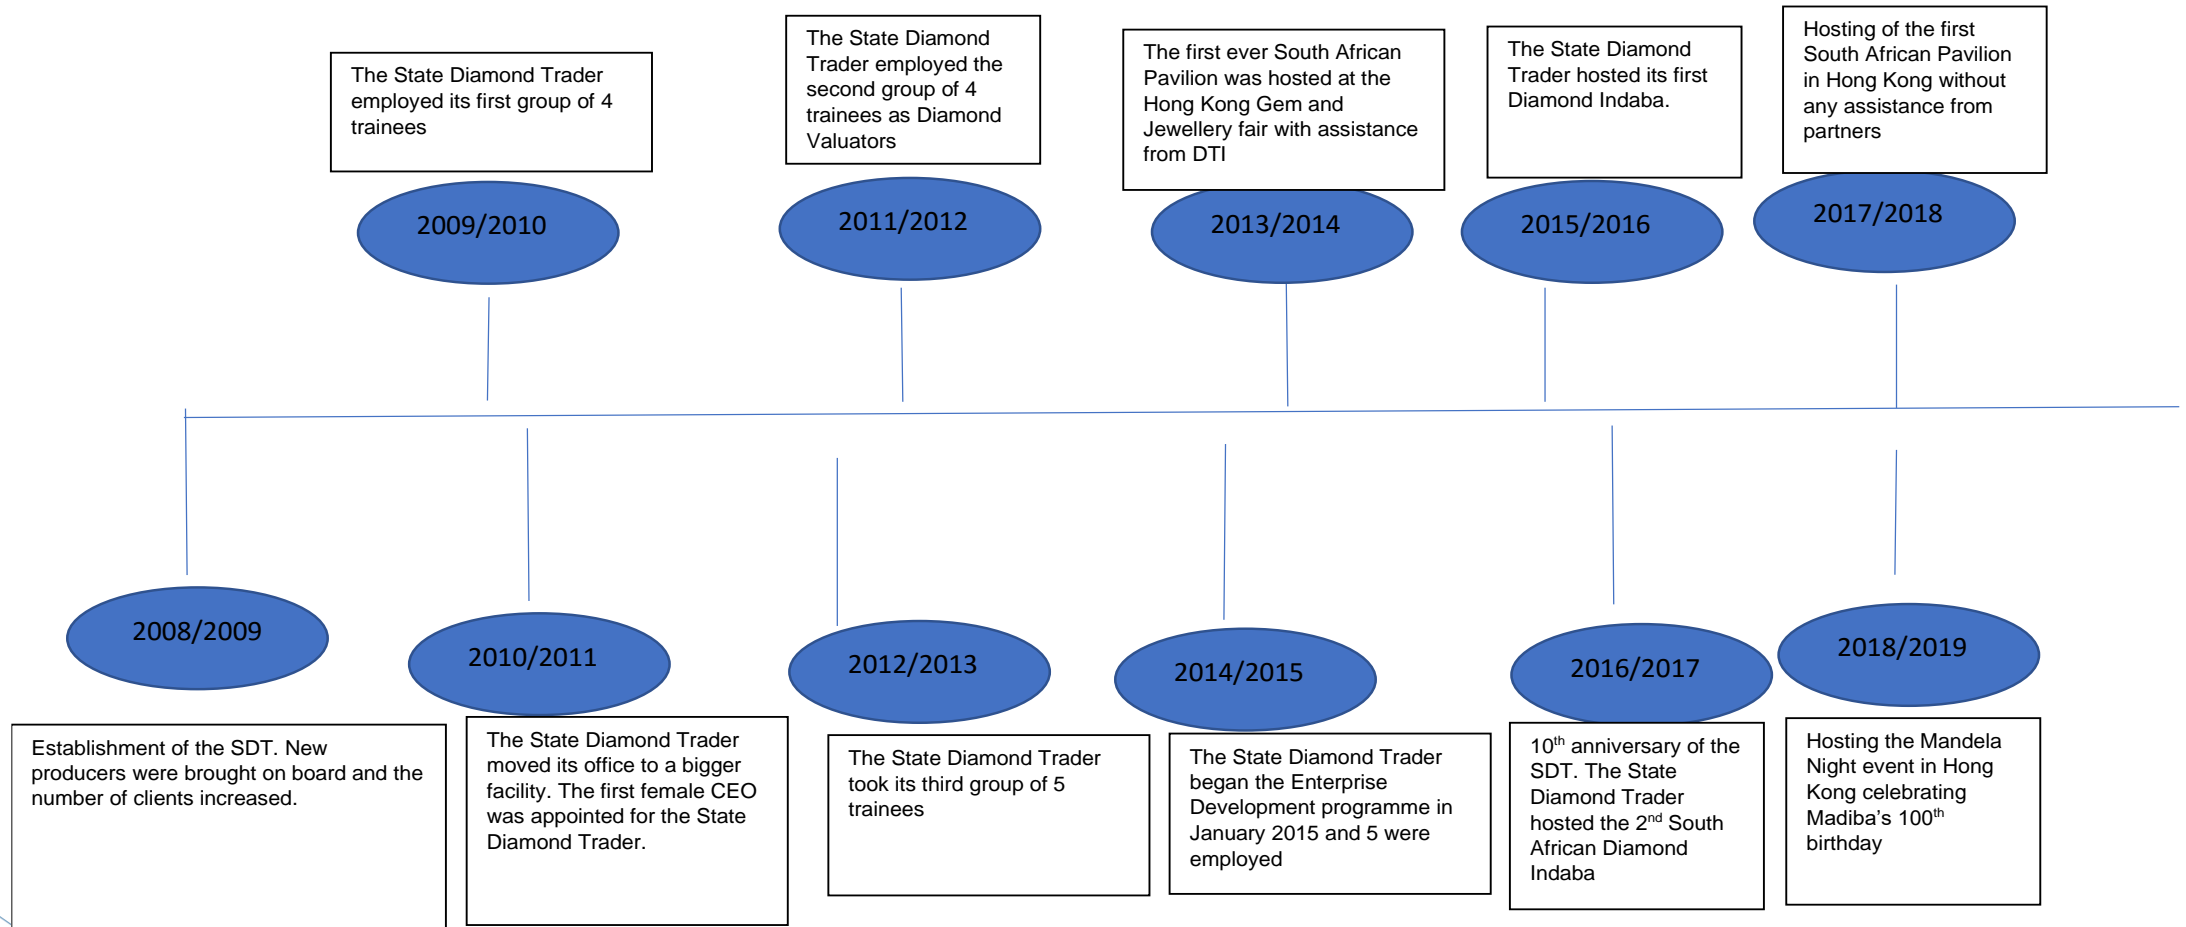 The State Diamond Trader
employed its first group of 4
trainees
2009/2010
The State Diamond
Trader employed the
second group of 4
trainees as Diamond
Valuators
2011/2012
The first ever South African
Pavilion was hosted at the
Hong Kong Gem and
Jewellery fair with assistance
from DTI
2013/2014
The State Diamond
Trader hosted its first
Diamond Indaba.
2015/2016
Hosting of the first
South African Pavilion
in Hong Kong without
any assistance from
partners
2017/2018
2008/2009
Establishment of the SDT. New
producers were brought on board and the
number of clients increased.
2010/2011
The State Diamond Trader
moved its office to a bigger
facility. The first female CEO
was appointed for the State
Diamond Trader.
2012/2013
The State Diamond Trader
took its third group of 5
trainees
2014/2015
The State Diamond Trader
began the Enterprise
Development programme in
January 2015 and 5 were
employed
2016/2017
10th anniversary of the
SDT. The State
Diamond Trader
hosted the 2nd South
African Diamond
Indaba
2018/2019
Hosting the Mandela
Night event in Hong
Kong celebrating
Madiba’s 100th
birthday